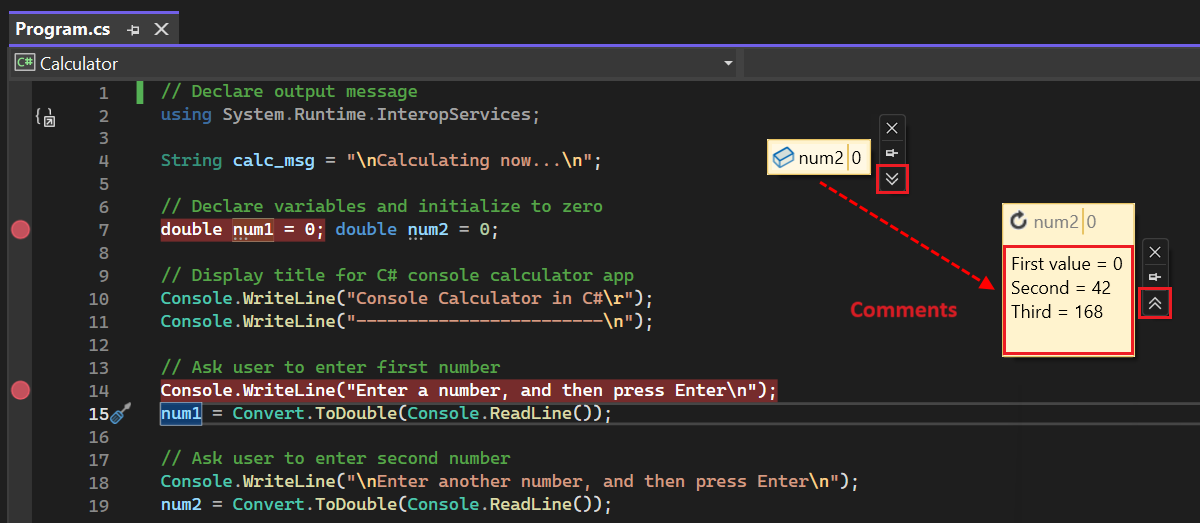 Program.cs
C# Calculator
1 // Declare output message
2 using System.Runtime.InteropServices;
3
4 String calc_msg = "\nCalculating now...\n";
5
6 // Declare variables and initialize to zero
7 double num1 = 0; double num2 = 0;
8
9 // Display title for C# console calculator app
10 Console.WriteLine("Console Calculator in C#\r");
11 Console.WriteLine("------------------------\n");
12
13 // Ask user to enter first number
14 Console.WriteLine("Enter a number, and then press Enter\n");
15 num1 = Convert.ToDouble(Console.ReadLine());
16
17 // Ask user to enter second number
18 Console.WriteLine("\nEnter another number, and then press Enter\n");
19 num2 = Convert.ToDouble(Console.ReadLine());
num2 0
num2 0
First value = 0
Second = 42
Third = 168
Comments